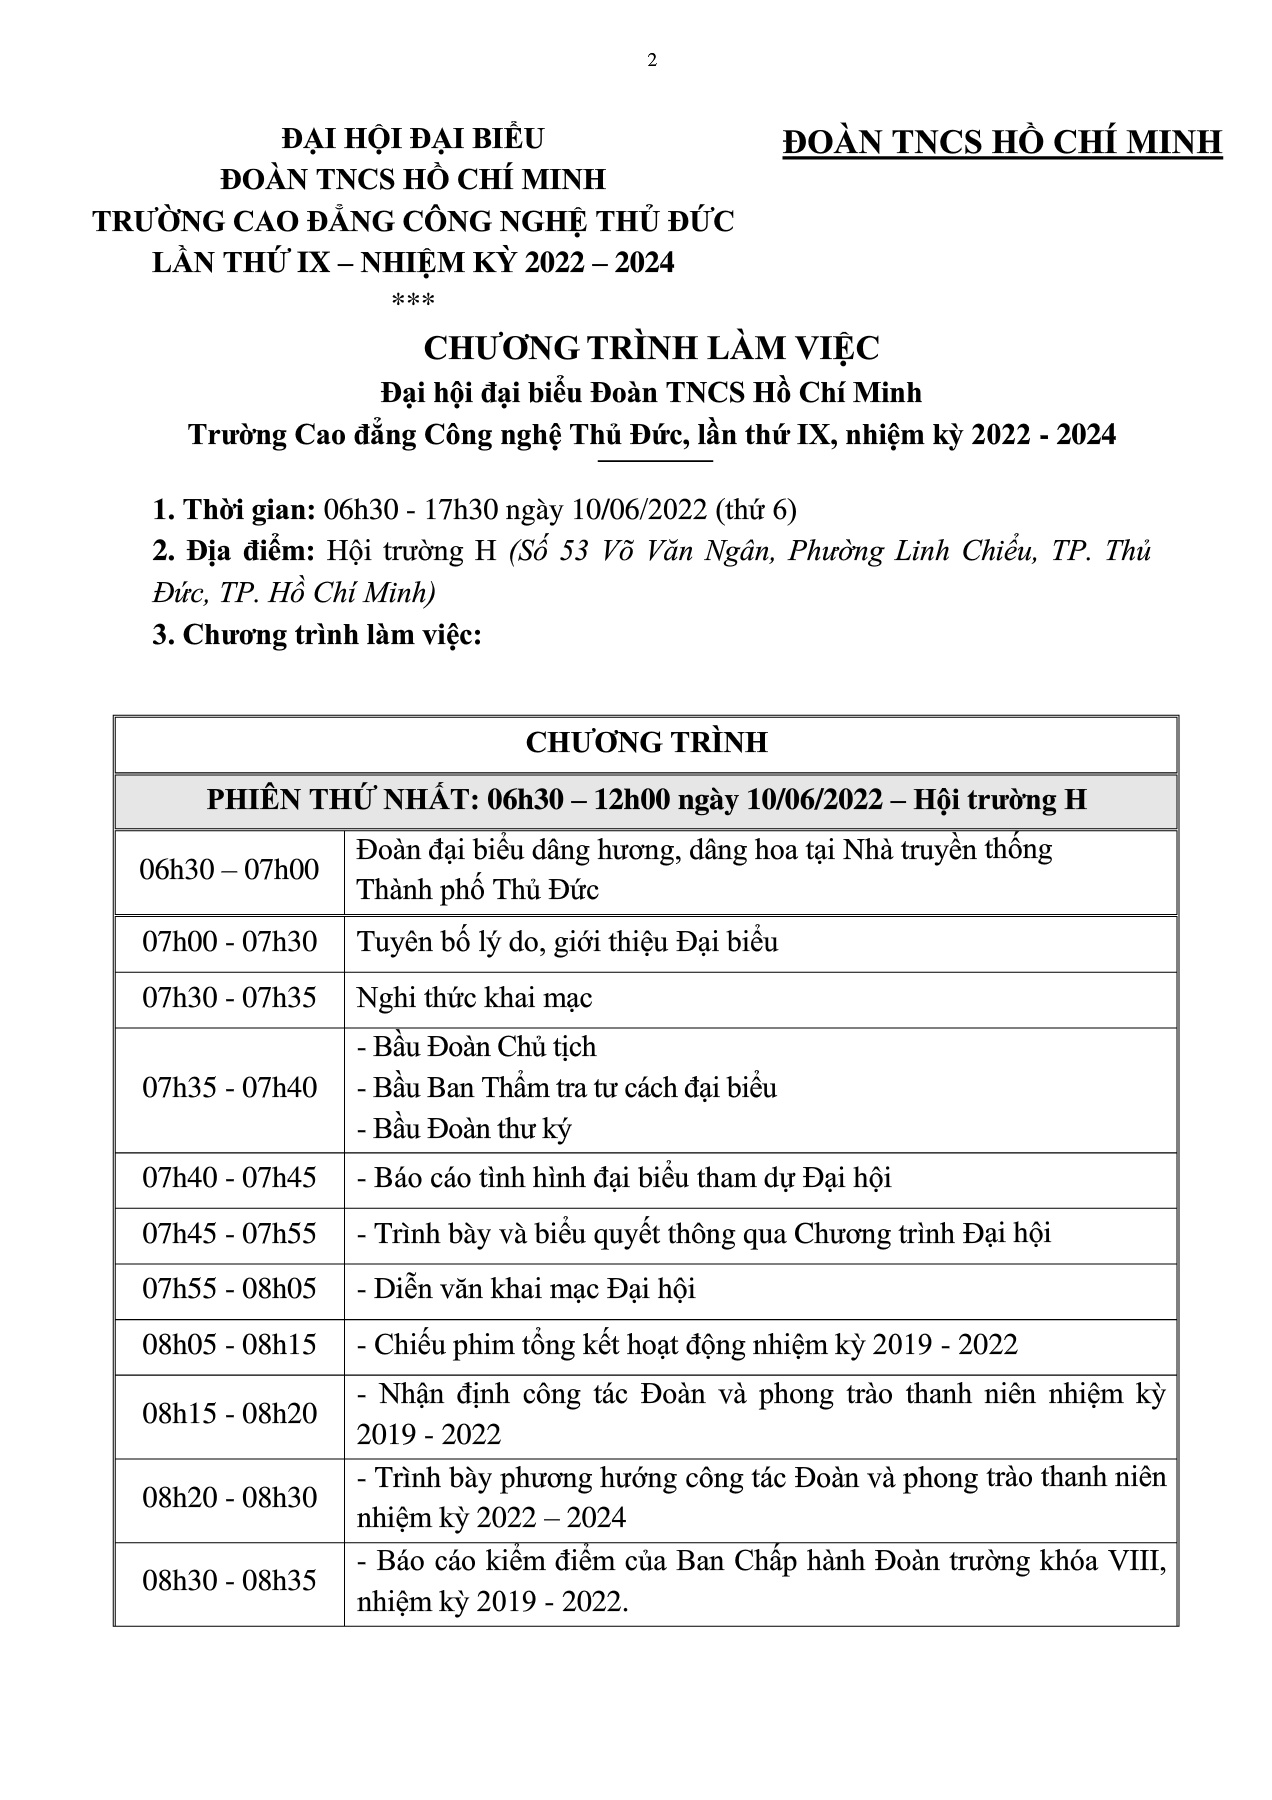 2
ĐẠI HỘI ĐẠI BIỂU
ĐOÀN TNCS HỒ CHÍ MINH
TRƯỜNG CAO ĐẲNG CÔNG NGHỆ THỦ ĐỨC
LẦN THỨ IX – NHIỆM KỲ 2022 – 2024
***
ĐOÀN TNCS HỒ CHÍ MINH
CHƯƠNG TRÌNH LÀM VIỆC
Đại hội đại biểu Đoàn TNCS Hồ Chí Minh
Trường Cao đẳng Công nghệ Thủ Đức, lần thứ IX, nhiệm kỳ 2022 - 2024
1. Thời gian: 06h30 - 17h30 ngày 10/06/2022 (thứ 6)
2. Địa điểm: Hội trường H (Số 53 Võ Văn Ngân, Phường Linh Chiểu, TP. Thủ
Đức, TP. Hồ Chí Minh)
3. Chương trình làm việc:
CHƯƠNG TRÌNH
PHIÊN THỨ NHẤT: 06h30 – 12h00 ngày 10/06/2022 – Hội trường H
06h30 – 07h00
Đoàn đại biểu dâng hương, dâng hoa tại Nhà truyền thống
Thành phố Thủ Đức
07h00 - 07h30
Tuyên bố lý do, giới thiệu Đại biểu
07h30 - 07h35
Nghi thức khai mạc
07h35 - 07h40
- Bầu Đoàn Chủ tịch
- Bầu Ban Thẩm tra tư cách đại biểu
- Bầu Đoàn thư ký
07h40 - 07h45
- Báo cáo tình hình đại biểu tham dự Đại hội
07h45 - 07h55
- Trình bày và biểu quyết thông qua Chương trình Đại hội
07h55 - 08h05
- Diễn văn khai mạc Đại hội
08h05 - 08h15
- Chiếu phim tổng kết hoạt động nhiệm kỳ 2019 - 2022
08h15 - 08h20
- Nhận định công tác Đoàn và phong trào thanh niên nhiệm kỳ
2019 - 2022
08h20 - 08h30
- Trình bày phương hướng công tác Đoàn và phong trào thanh niên
nhiệm kỳ 2022 – 2024
08h30 - 08h35
- Báo cáo kiểm điểm của Ban Chấp hành Đoàn trường khóa VIII,
nhiệm kỳ 2019 - 2022.